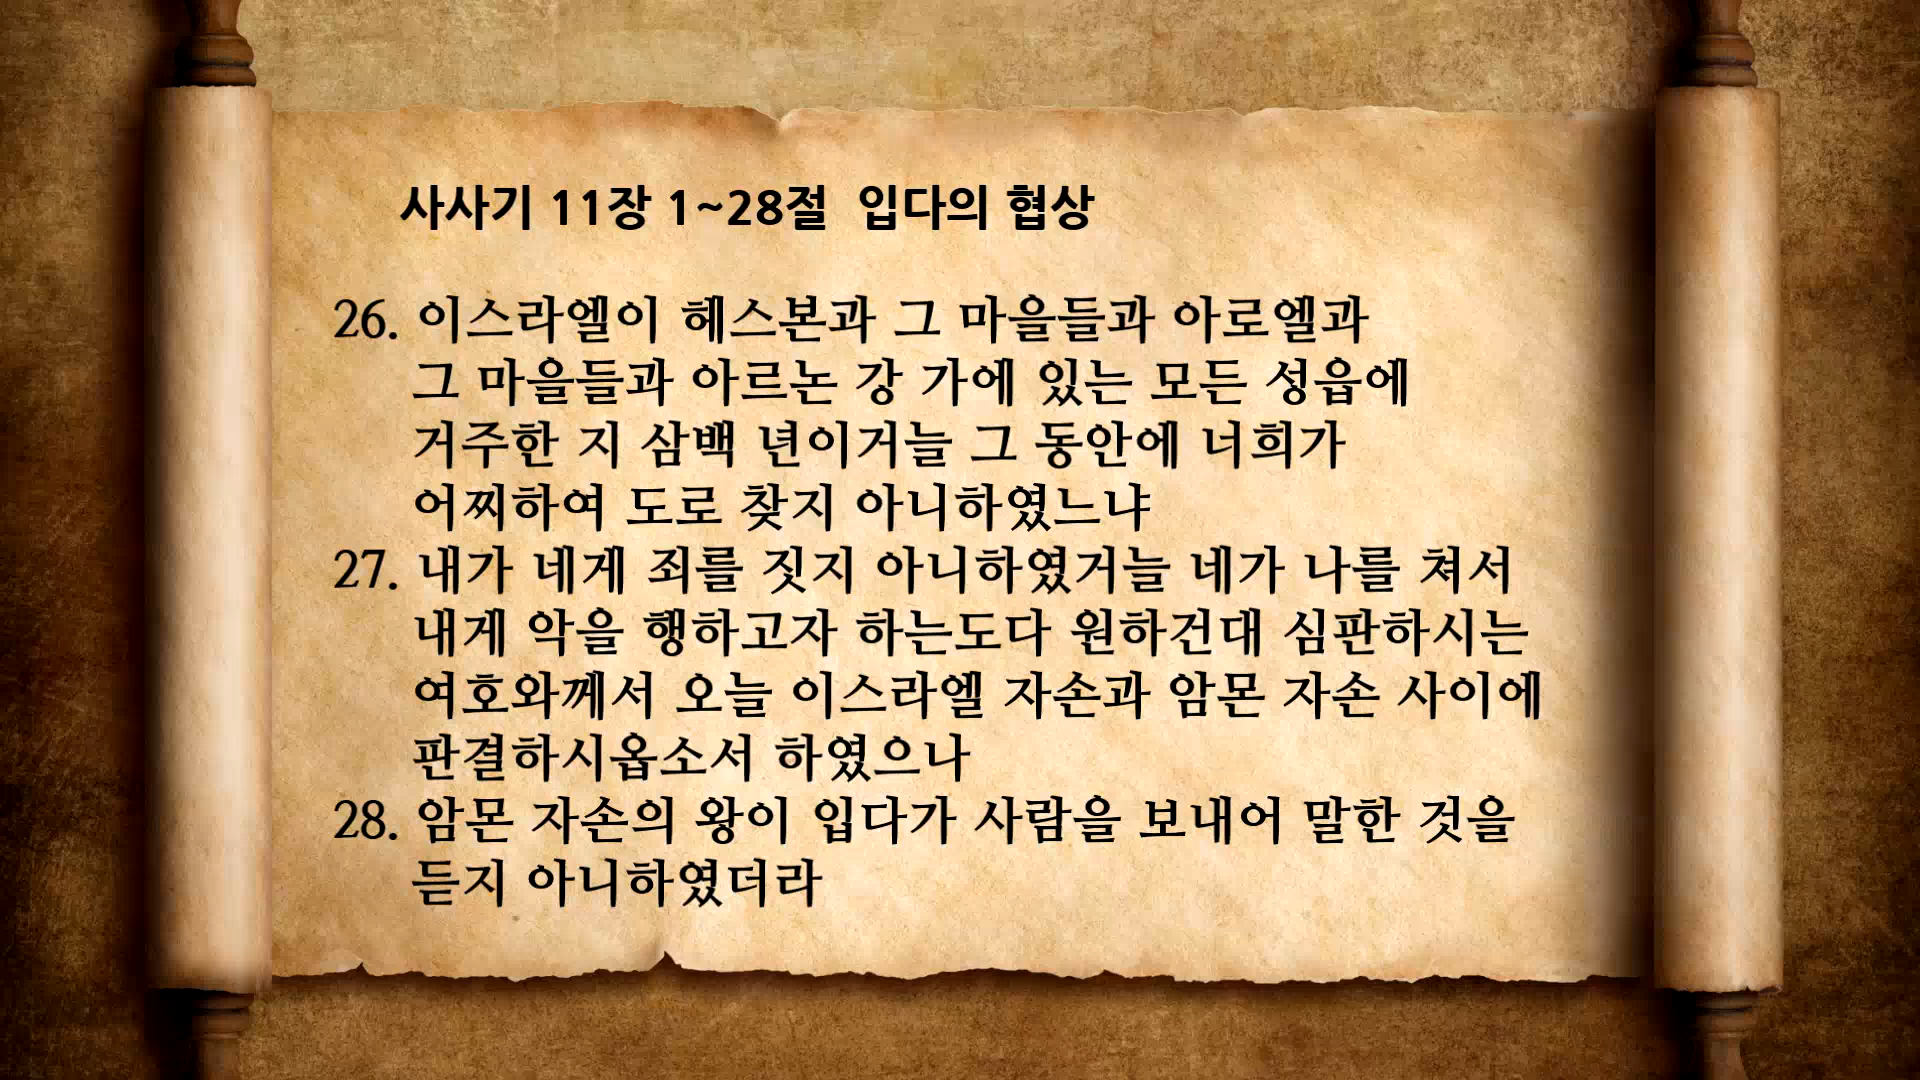 사사기 11장 1~28절  입다의 협상
26. 이스라엘이 헤스본과 그 마을들과 아로엘과
그 마을들과 아르논 강 가에 있는 모든 성읍에
거주한 지 삼백 년이거늘 그 동안에 너희가
어찌하여 도로 찾지 아니하였느냐
27. 내가 네게 죄를 짓지 아니하였거늘 네가 나를 쳐서
내게 악을 행하고자 하는도다 원하건대 심판하시는
여호와께서 오늘 이스라엘 자손과 암몬 자손 사이에
판결하시옵소서 하였으나
28. 암몬 자손의 왕이 입다가 사람을 보내어 말한 것을
듣지 아니하였더라